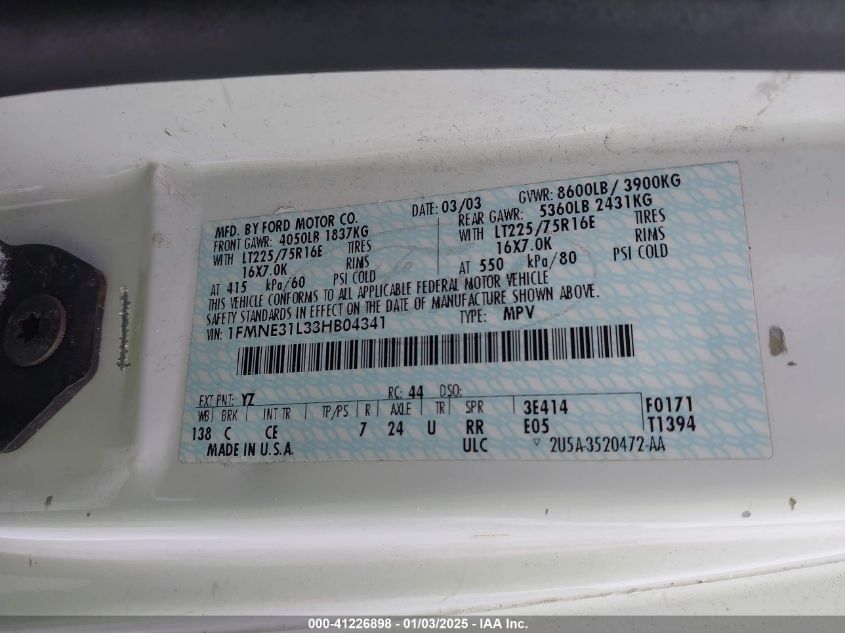 MFD. BY FORD MOTOR CO. DATE: 03/03 GVWR: 8600LB / 3900KG
FRONT GAWR: 4050LB 1837KG REAR GAWR: 5360LB 2431KG
WITH LT225/75R16E TIRES WITH LT225/75R16E TIRES
16X7.0K RIMS 16X7.0K RIMS
AT 415 kPa/60 PSI COLD AT 550 kPa/80 PSI COLD
THIS VEHICLE CONFORMS TO ALL APPLICABLE FEDERAL MOTOR VEHICLE
SAFETY STANDARDS IN EFFECT ON THE DATE OF MANUFACTURE SHOWN ABOVE.
VIN: 1FMNE31L33HB04341 TYPE: MPV
EXT PNT: YZ RC: 44 DSO:
WB BRK INT TR TP/PS R AXLE TR SPR 3E414 F0171
138 C CE 7 24 U RR E05 T1394
MADE IN U.S.A. ULC 2U5A-3520472-AA
000-41226898 - 01/03/2025 - IAA Inc.